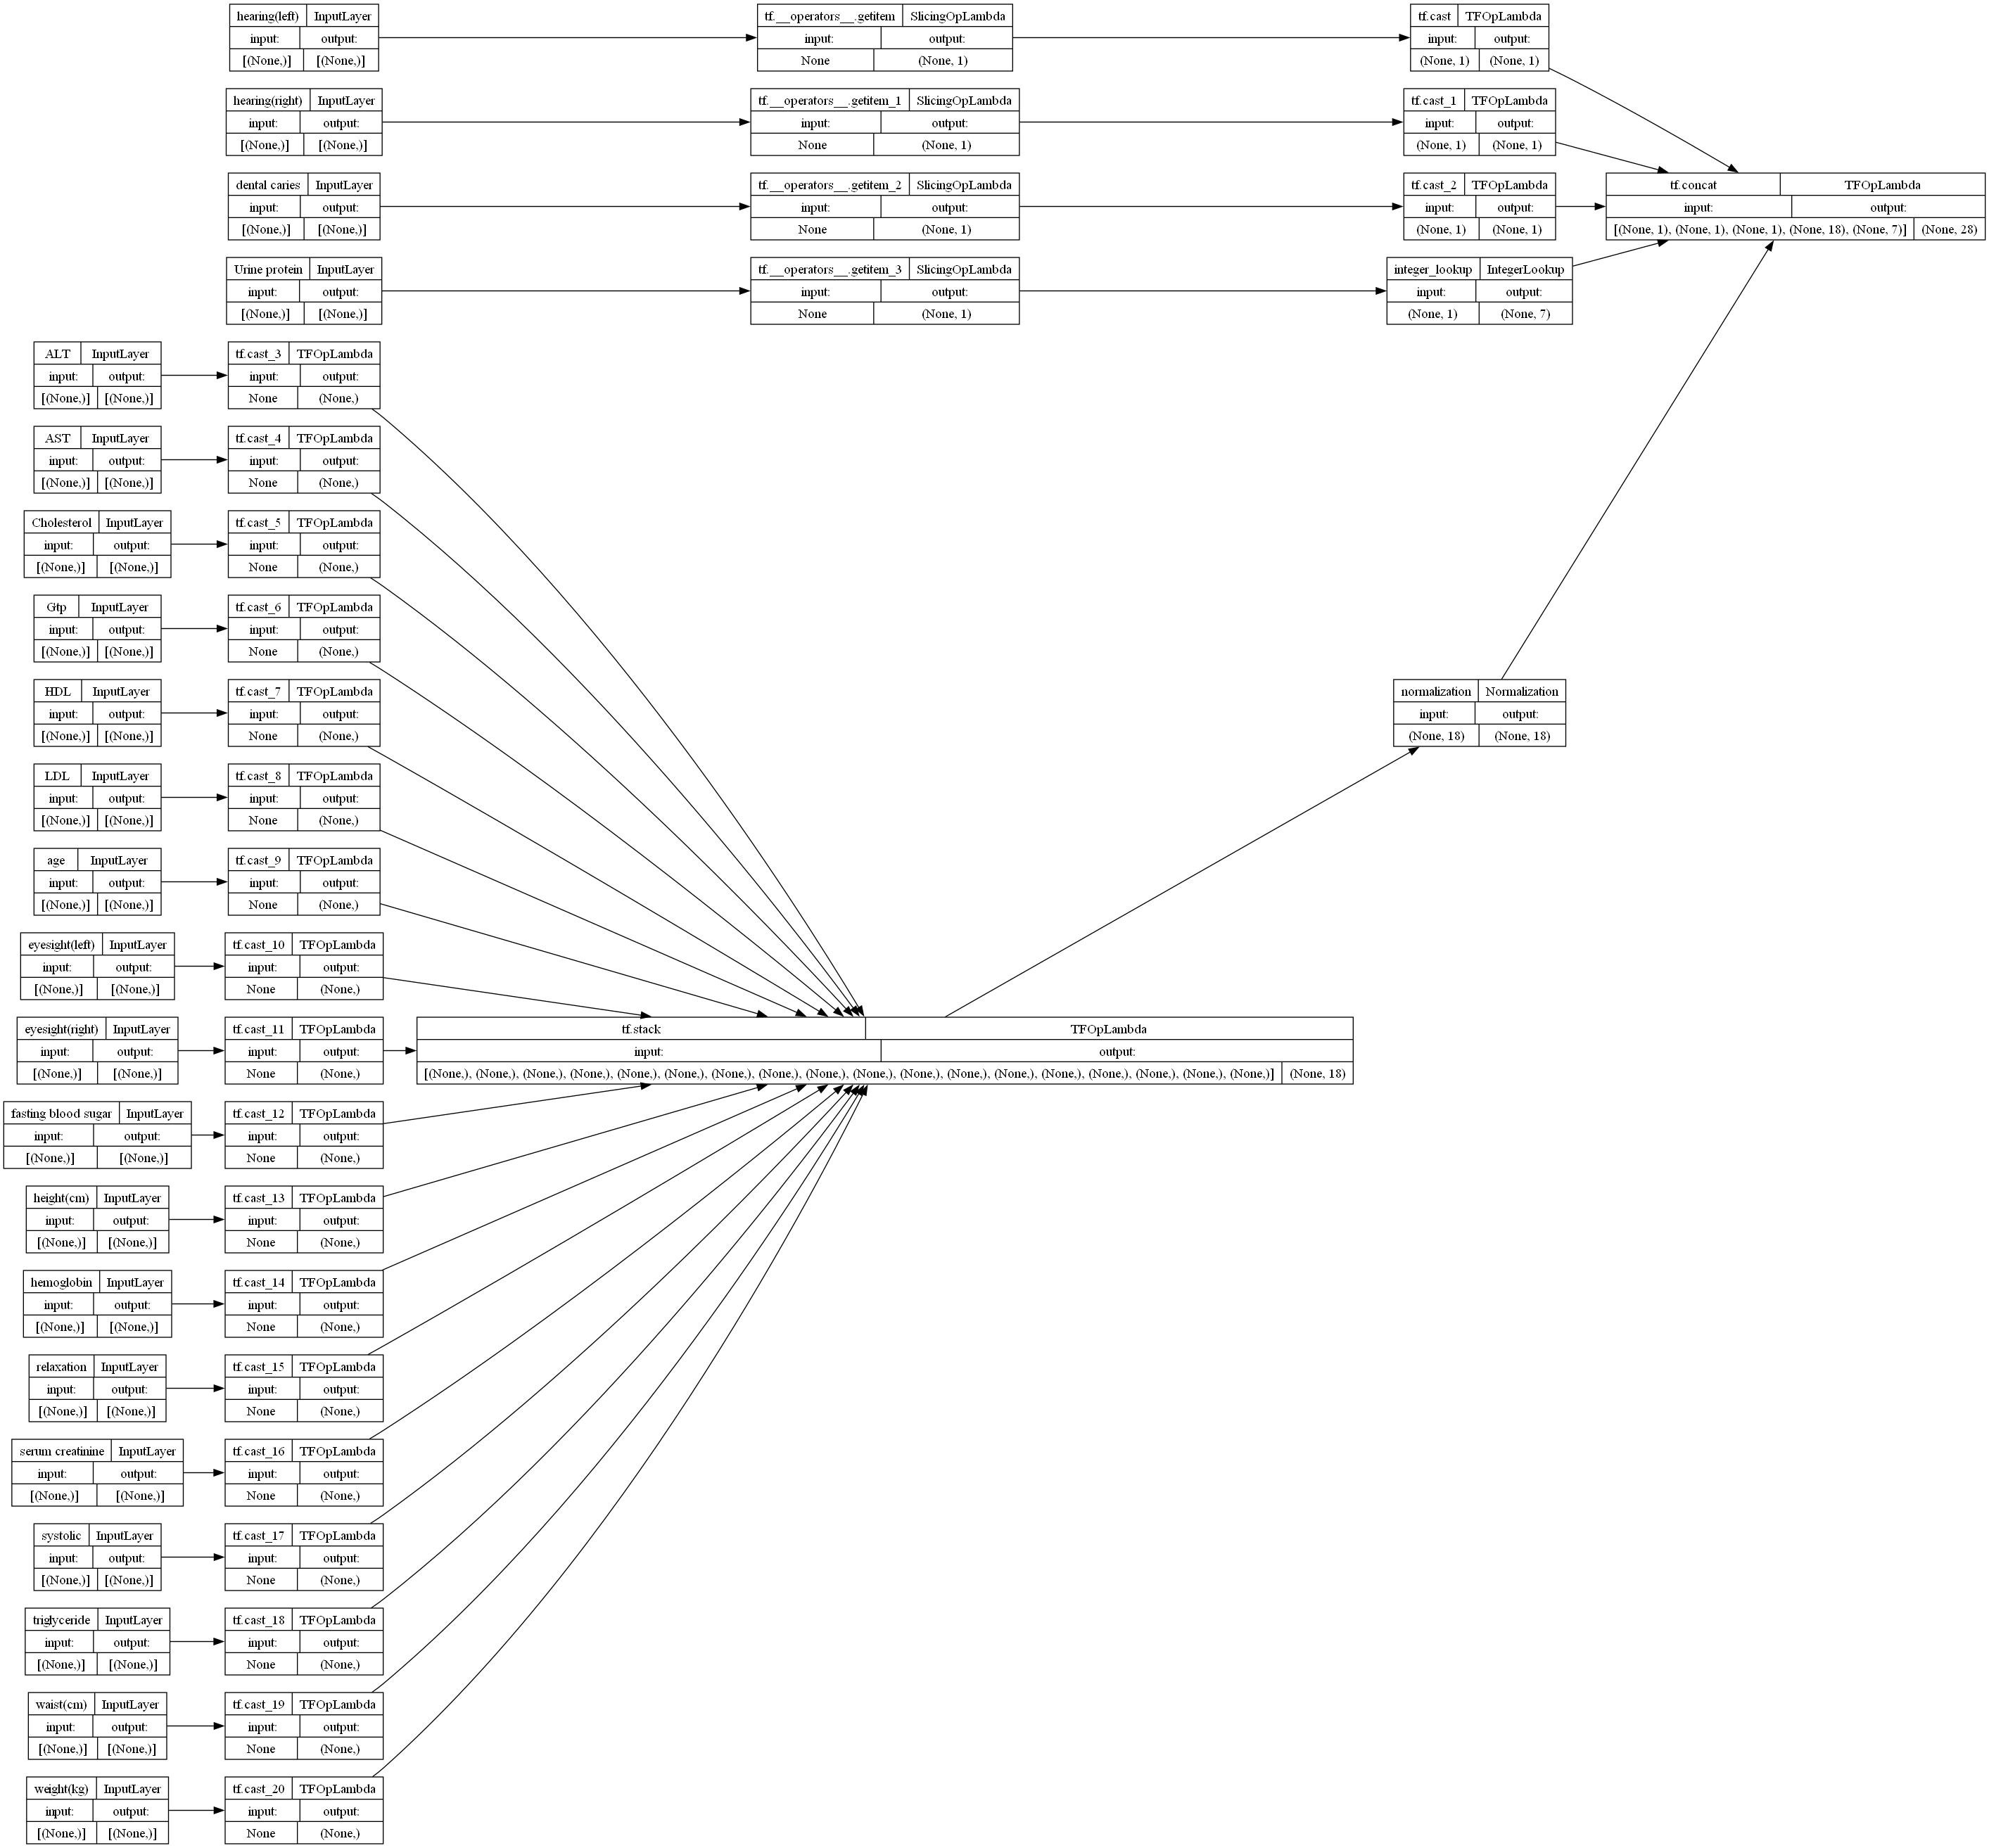 hearing(left) InputLayer
input: output:
[(None,)] [(None,)]
tf.__operators__.getitem SlicingOpLambda
input: output:
None (None, 1)
tf.cast TFOpLambda
input: output:
(None, 1) (None, 1)
hearing(right) InputLayer
input: output:
[(None,)] [(None,)]
tf.__operators__.getitem_1 SlicingOpLambda
input: output:
None (None, 1)
tf.cast_1 TFOpLambda
input: output:
(None, 1) (None, 1)
dental caries InputLayer
input: output:
[(None,)] [(None,)]
tf.__operators__.getitem_2 SlicingOpLambda
input: output:
None (None, 1)
tf.cast_2 TFOpLambda
input: output:
(None, 1) (None, 1)
tf.concat TFOpLambda
input: output:
[(None, 1), (None, 1), (None, 1), (None, 18), (None, 7)] (None, 28)
Urine protein InputLayer
input: output:
[(None,)] [(None,)]
tf.__operators__.getitem_3 SlicingOpLambda
input: output:
None (None, 1)
integer_lookup IntegerLookup
input: output:
(None, 1) (None, 7)
ALT InputLayer
input: output:
[(None,)] [(None,)]
tf.cast_3 TFOpLambda
input: output:
None (None,)
AST InputLayer
input: output:
[(None,)] [(None,)]
tf.cast_4 TFOpLambda
input: output:
None (None,)
Cholesterol InputLayer
input: output:
[(None,)] [(None,)]
tf.cast_5 TFOpLambda
input: output:
None (None,)
Gtp InputLayer
input: output:
[(None,)] [(None,)]
tf.cast_6 TFOpLambda
input: output:
None (None,)
HDL InputLayer
input: output:
[(None,)] [(None,)]
tf.cast_7 TFOpLambda
input: output:
None (None,)
normalization Normalization
input: output:
(None, 18) (None, 18)
LDL InputLayer
input: output:
[(None,)] [(None,)]
tf.cast_8 TFOpLambda
input: output:
None (None,)
age InputLayer
input: output:
[(None,)] [(None,)]
tf.cast_9 TFOpLambda
input: output:
None (None,)
eyesight(left) InputLayer
input: output:
[(None,)] [(None,)]
tf.cast_10 TFOpLambda
input: output:
None (None,)
eyesight(right) InputLayer
input: output:
[(None,)] [(None,)]
tf.cast_11 TFOpLambda
input: output:
None (None,)
tf.stack TFOpLambda
input: output:
[(None,), (None,), (None,), (None,), (None,), (None,), (None,), (None,), (None,), (None,), (None,), (None,), (None,), (None,), (None,), (None,), (None,), (None,)] (None, 18)
fasting blood sugar InputLayer
input: output:
[(None,)] [(None,)]
tf.cast_12 TFOpLambda
input: output:
None (None,)
height(cm) InputLayer
input: output:
[(None,)] [(None,)]
tf.cast_13 TFOpLambda
input: output:
None (None,)
hemoglobin InputLayer
input: output:
[(None,)] [(None,)]
tf.cast_14 TFOpLambda
input: output:
None (None,)
relaxation InputLayer
input: output:
[(None,)] [(None,)]
tf.cast_15 TFOpLambda
input: output:
None (None,)
serum creatinine InputLayer
input: output:
[(None,)] [(None,)]
tf.cast_16 TFOpLambda
input: output:
None (None,)
systolic InputLayer
input: output:
[(None,)] [(None,)]
tf.cast_17 TFOpLambda
input: output:
None (None,)
triglyceride InputLayer
input: output:
[(None,)] [(None,)]
tf.cast_18 TFOpLambda
input: output:
None (None,)
waist(cm) InputLayer
input: output:
[(None,)] [(None,)]
tf.cast_19 TFOpLambda
input: output:
None (None,)
weight(kg) InputLayer
input: output:
[(None,)] [(None,)]
tf.cast_20 TFOpLambda
input: output:
None (None,)